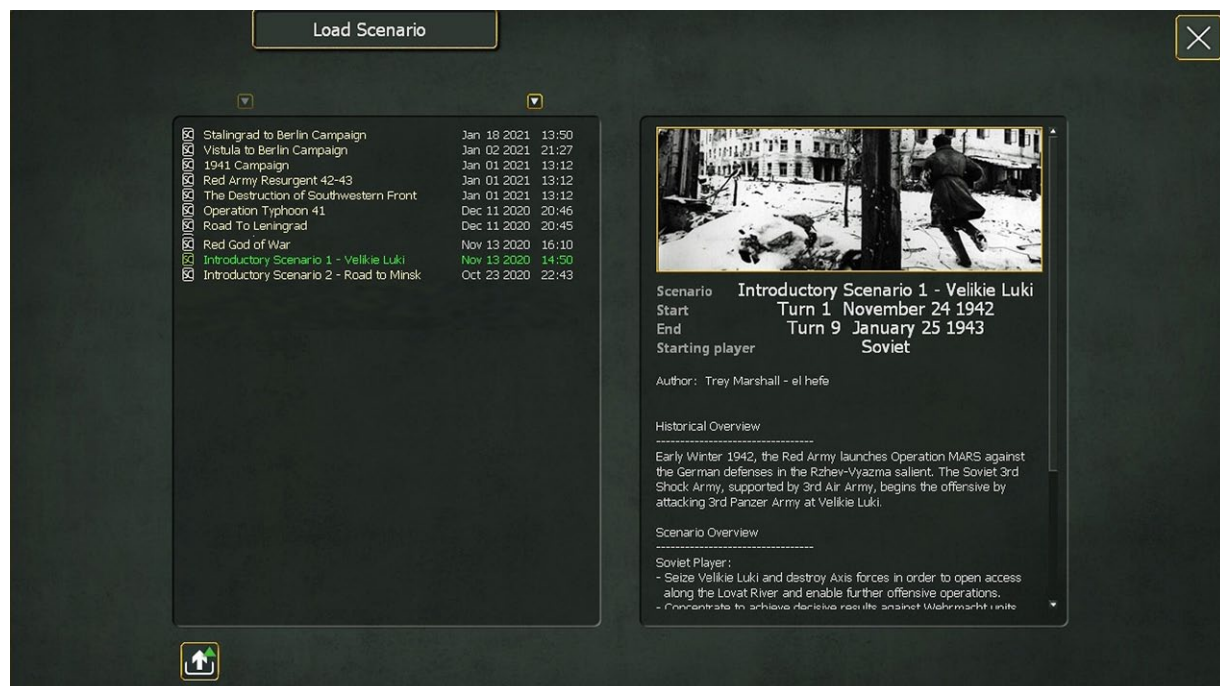 Load Scenario
Stalingrad to Berlin Campaign Jan 18 2021 13:50
Vistula to Berlin Campaign Jan 02 2021 21:27
1941 Campaign Jan 01 2021 13:12
Red Army Resurgent 42-43 Jan 01 2021 13:12
The Destruction of Southwestern Front Jan 01 2021 13:12
Operation Typhoon 41 Dec 11 2020 20:46
Road To Leningrad Dec 11 2020 20:45
Red God of War Nov 13 2020 16:10
Introductory Scenario 1 - Velikie Luki Nov 13 2020 14:50
Introductory Scenario 2 - Road to Minsk Oct 23 2020 22:43
Scenario Introductory Scenario 1 - Velikie Luki
Start Turn 1 November 24 1942
End Turn 9 January 25 1943
Starting player Soviet
Author: Trey Marshall - el hefe
Historical Overview
--------------------------------
Early Winter 1942, the Red Army launches Operation MARS against
the German defenses in the Rzhev-Vyazma salient. The Soviet 3rd
Shock Army, supported by 3rd Air Army, begins the offensive by
attacking 3rd Panzer Army at Velikie Luki.
Scenario Overview
--------------------------------
Soviet Player:
- Seize Velikie Luki and destroy Axis forces in order to open access
along the Lovat River and enable further offensive operations.
- Concentrate to achieve decisive results against Wehrmacht units